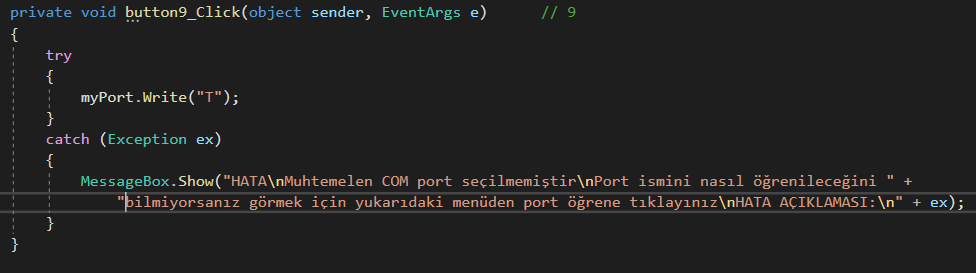 private void button9_Click(object sender, EventArgs e) // 9
{
try
{
myPort.Write("T");
}
catch (Exception ex)
{
MessageBox.Show("HATA\nMuhtemelen COM port seçilmemiştir\nPort ismini nasıl öğrenileceğini " +
"bilmiyorsanız görmek için yukarıdaki menüden port öğrene tıklayınız\nHATA AÇIKLAMASI:\n" + ex);
}
}